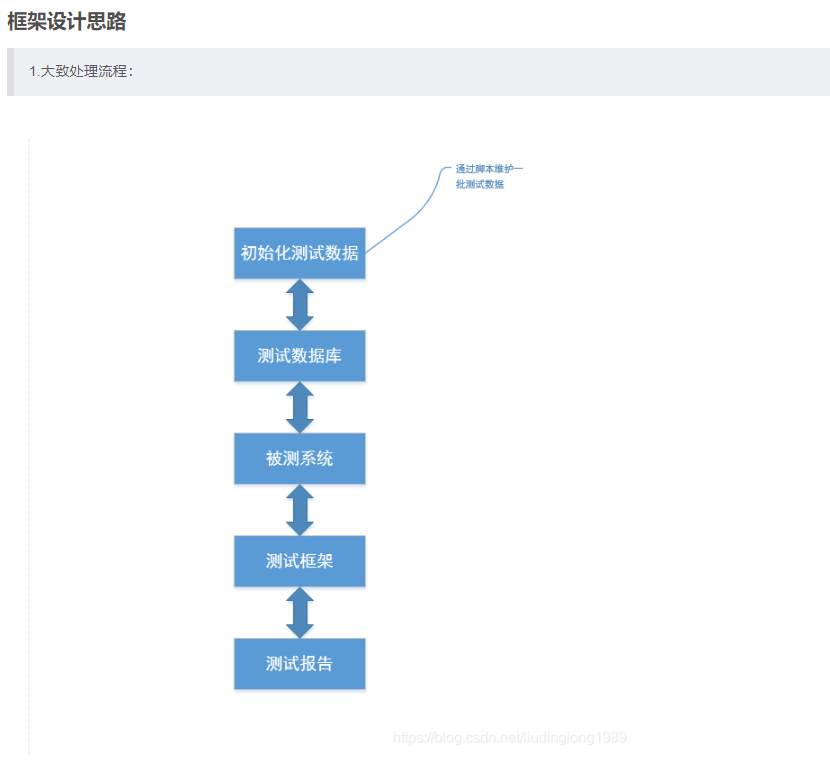 框架设计思路
1.大致处理流程：
通过脚本维护一
批测试数据
初始化测试数据
测试数据库
被测系统
测试框架
测试报告
https://blog.csdn.net/liudinglong1989